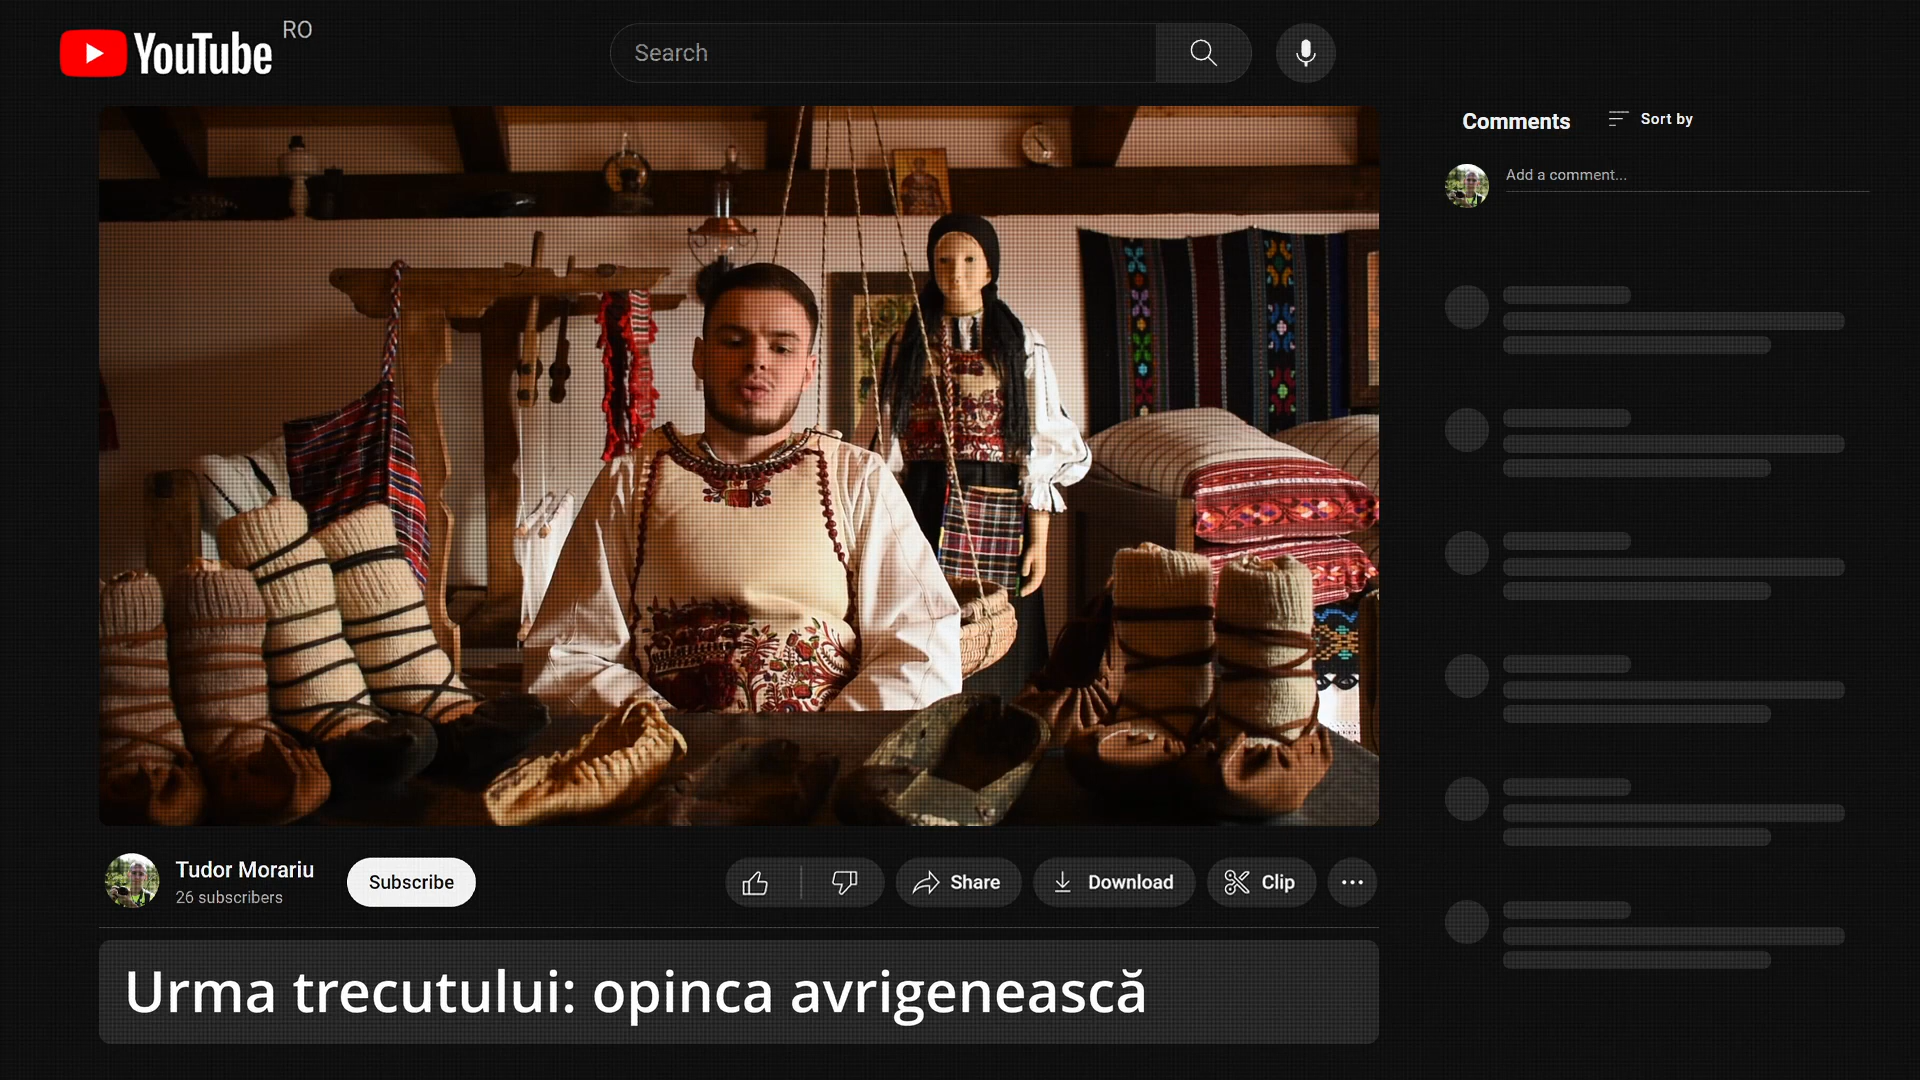 YouTube RO
Search
Comments
Sort by
Add a comment...
Tudor Morariu
26 subscribers
Subscribe
Share
Download
Clip
Urma trecutului: opinca avrigenească